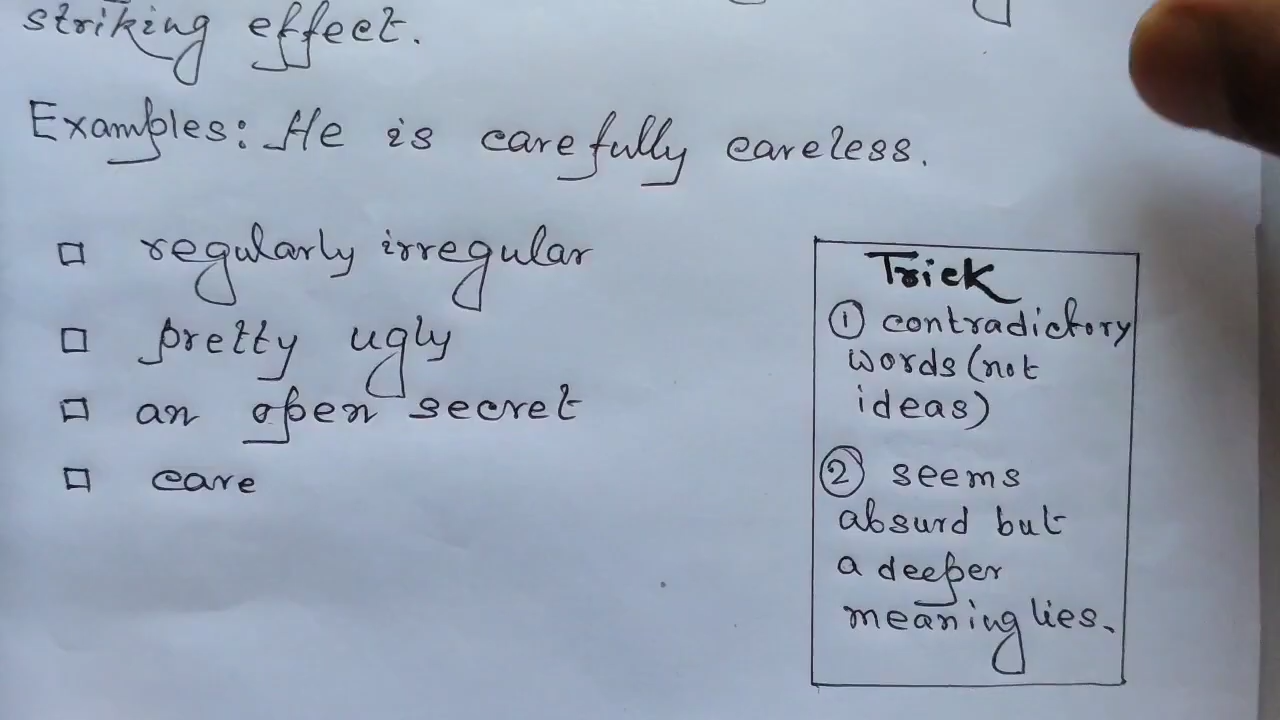 striking effect.
Examples: He is carefully careless.
regularly irregular
pretty ugly
an open secret
care
Trick
① contradictory
words (not
ideas)
② seems
absurd but
a deeper
meaning lies.